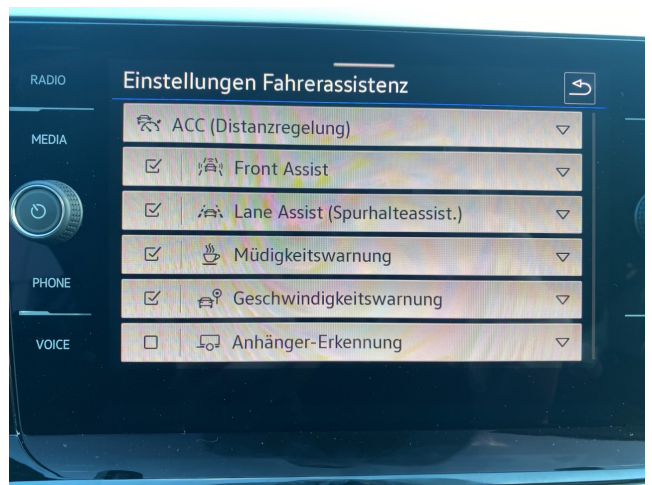 RADIO
MEDIA
PHONE
VOICE
Einstellungen Fahrerassistenz
ACC (Distanzregelung)
Front Assist
Lane Assist (Spurhalteassist.)
Müdigkeitswarnung
Geschwindigkeitswarnung
Anhänger-Erkennung